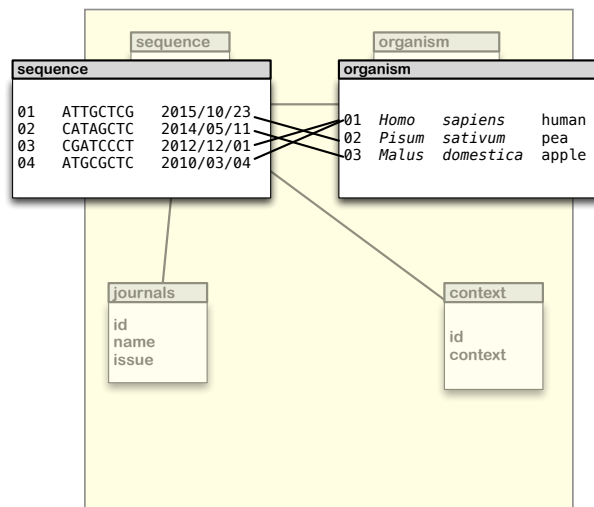 sequence
organism
sequence
01 ATTGCTCG 2015/10/23
02 CATAGCTC 2014/05/11
03 CGATCCCT 2012/12/01
04 ATGCGCTC 2010/03/04
organism
01 Homo sapiens human
02 Pisum sativum pea
03 Malus domestica apple
journals
id
name
issue
context
id
context